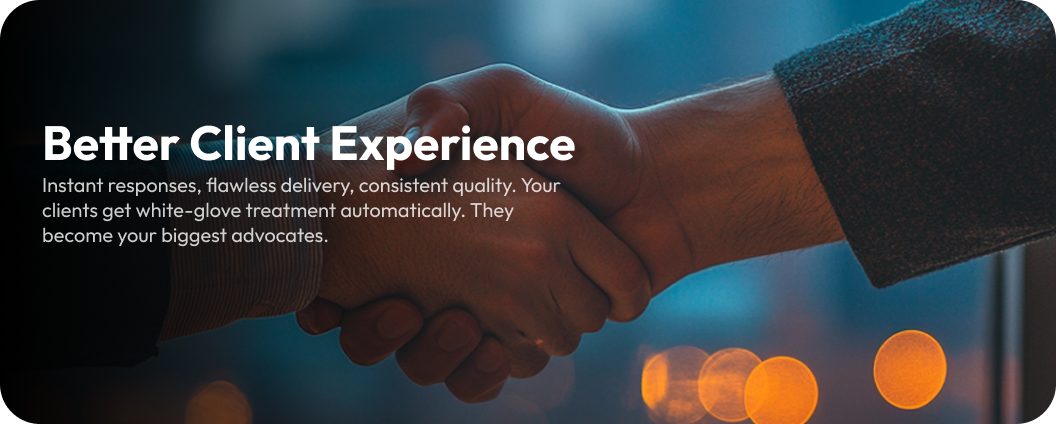 Better Client Experience
Instant responses, flawless delivery, consistent quality. Your
clients get white-glove treatment automatically. They
become your biggest advocates.